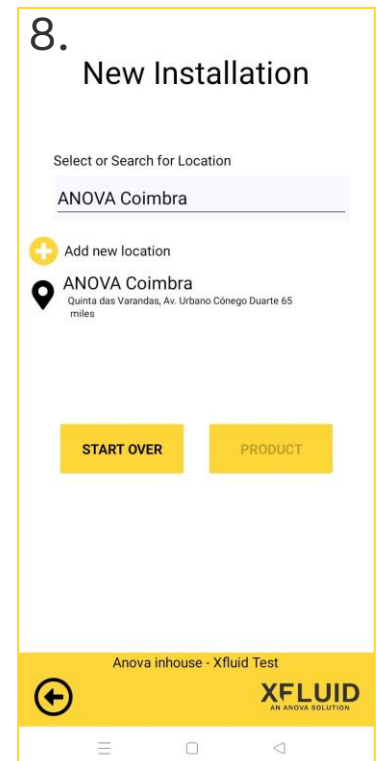 8.
New Installation
Select or Search for Location
ANOVA Coimbra
Add new location
ANOVA Coimbra
Quinta das Varandas, Av. Urbano Cónego Duarte 65
miles
START OVER
PRODUCT
Anova inhouse - Xfluid Test
XFLUID
AN ANOVA SOLUTION